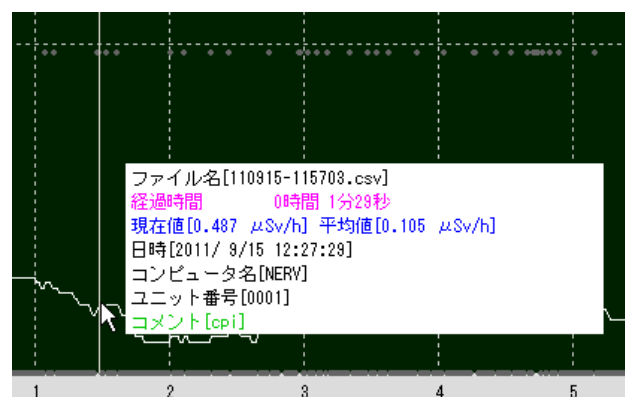 ファイル名[110915-115703.csv]
経過時間 0時間 1分29秒
現在値[0.487 μSv/h] 平均値[0.105 μSv/h]
日時[2011/ 9/15 12:27:29]
コンピュータ名[NERV]
ユニット番号[0001]
コメント[cpi]
1 2 3 4 5